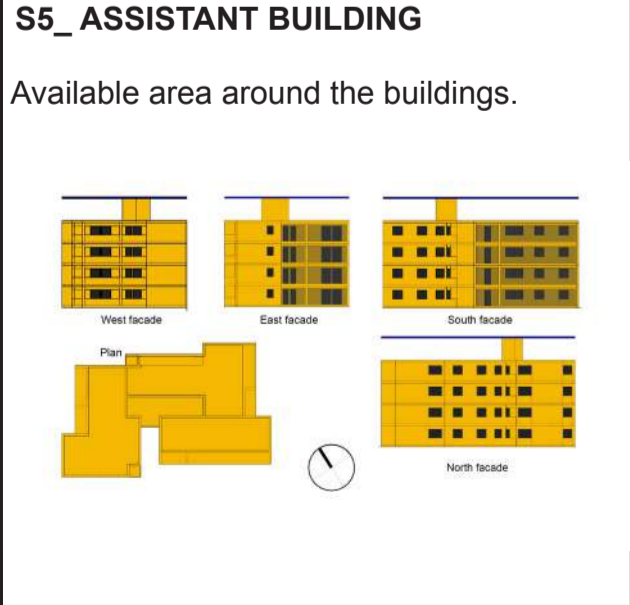 S5_ ASSISTANT BUILDING
Available area around the buildings.
West facade
East facade
South facade
Plan
North facade